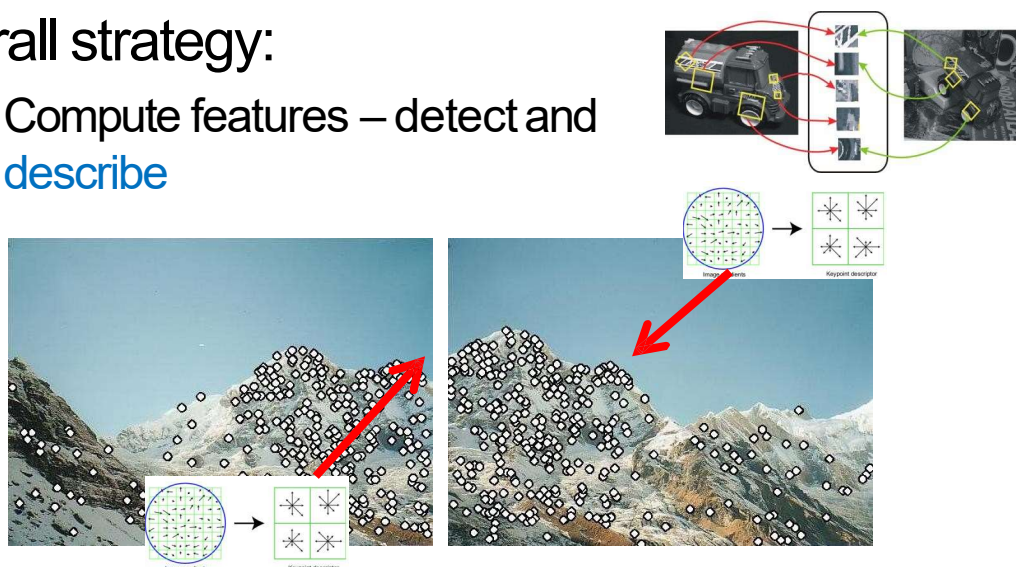 rall strategy:
Compute features – detect and
describe
Keypoint descriptor